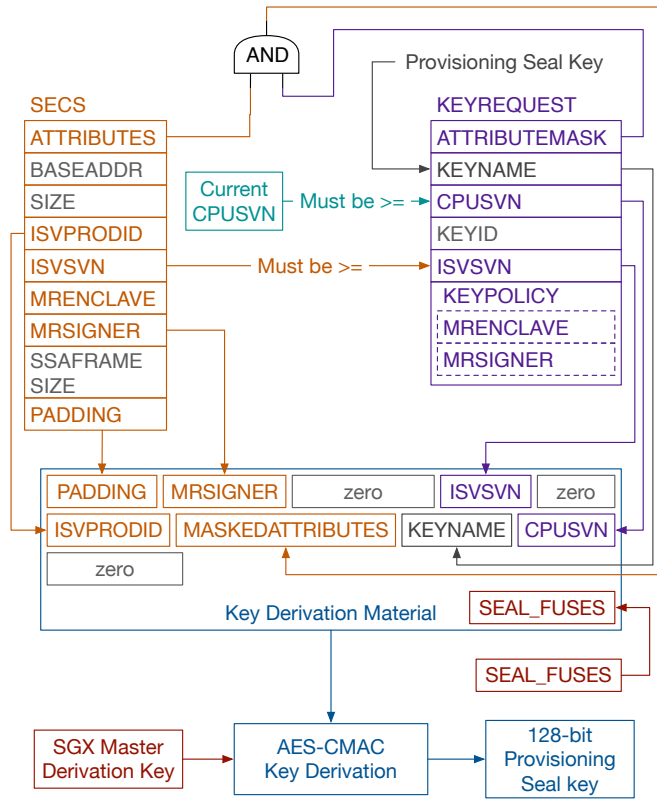 AND
Provisioning Seal Key
SECS
ATTRIBUTES
BASEADDR
SIZE
ISVPRODID
ISVSVN
MRENCLAVE
MRSIGNER
SSAFRAME
SIZE
PADDING
Current
CPUSVN
Must be >=
Must be >=
KEYREQUEST
ATTRIBUTEMASK
KEYNAME
CPUSVN
KEYID
ISVSVN
KEYPOLICY
MRENCLAVE
MRSIGNER
PADDING MRSIGNER zero ISVSVN zero
ISVPRODID MASKEDATTRIBUTES KEYNAME CPUSVN
zero
Key Derivation Material
SEAL_FUSES
SEAL_FUSES
SGX Master
Derivation Key
AES-CMAC
Key Derivation
128-bit
Provisioning
Seal key